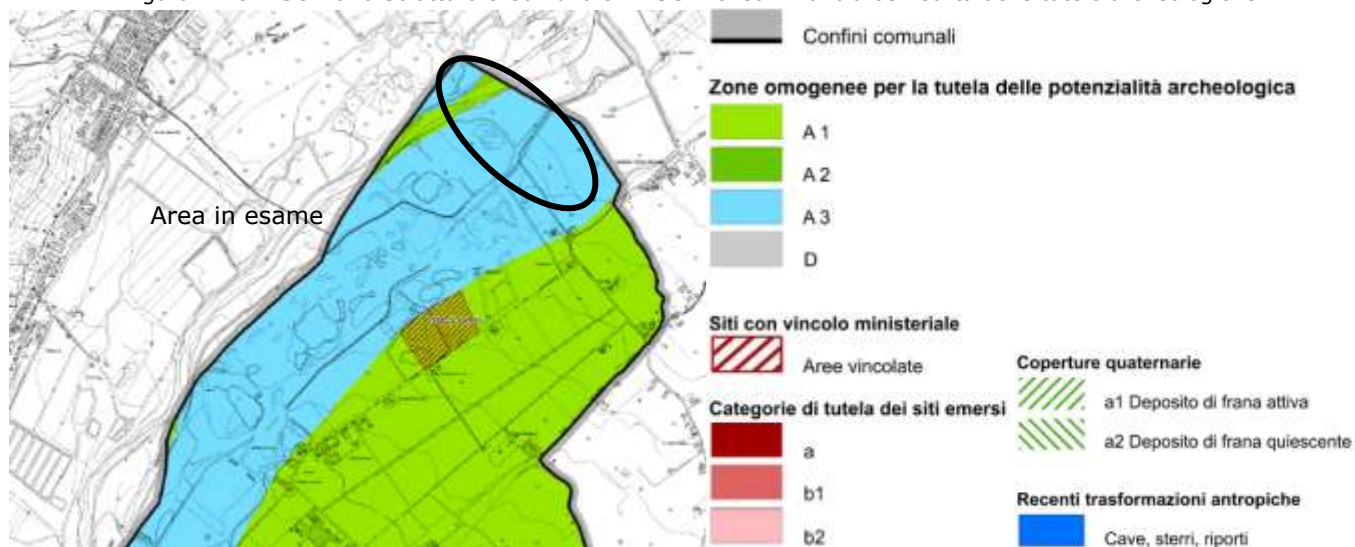 Confini comunali
Zone omogenee per la tutela delle potenzialità archeologica
A 1
A 2
A 3
D
Area in esame
Siti con vincolo ministeriale
Aree vincolate
Categorie di tutela dei siti emersi
a
b1
b2
Coperture quaternarie
a1 Deposito di frana attiva
a2 Deposito di frana quiescente
Recenti trasformazioni antropiche
Cave, sterri, riporti